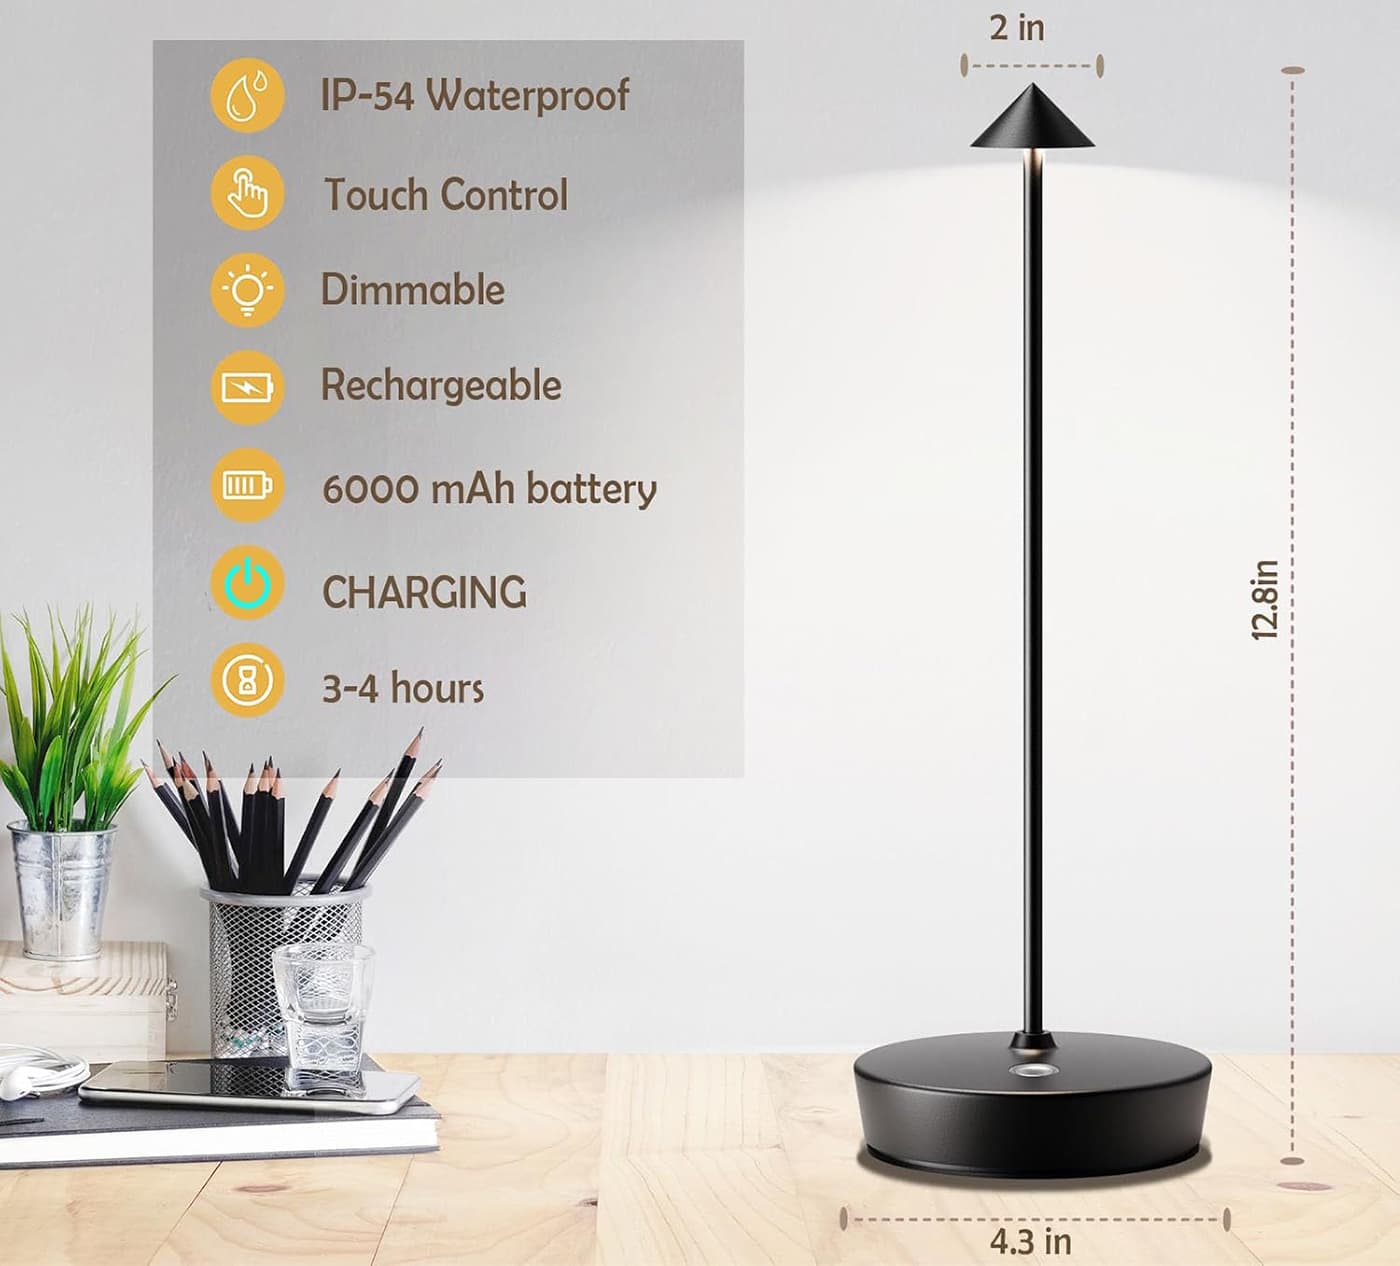 2 in
IP-54 Waterproof
Touch Control
Dimmable
Rechargeable
6000 mAh battery
CHARGING
3-4 hours
12.8in
4.3 in